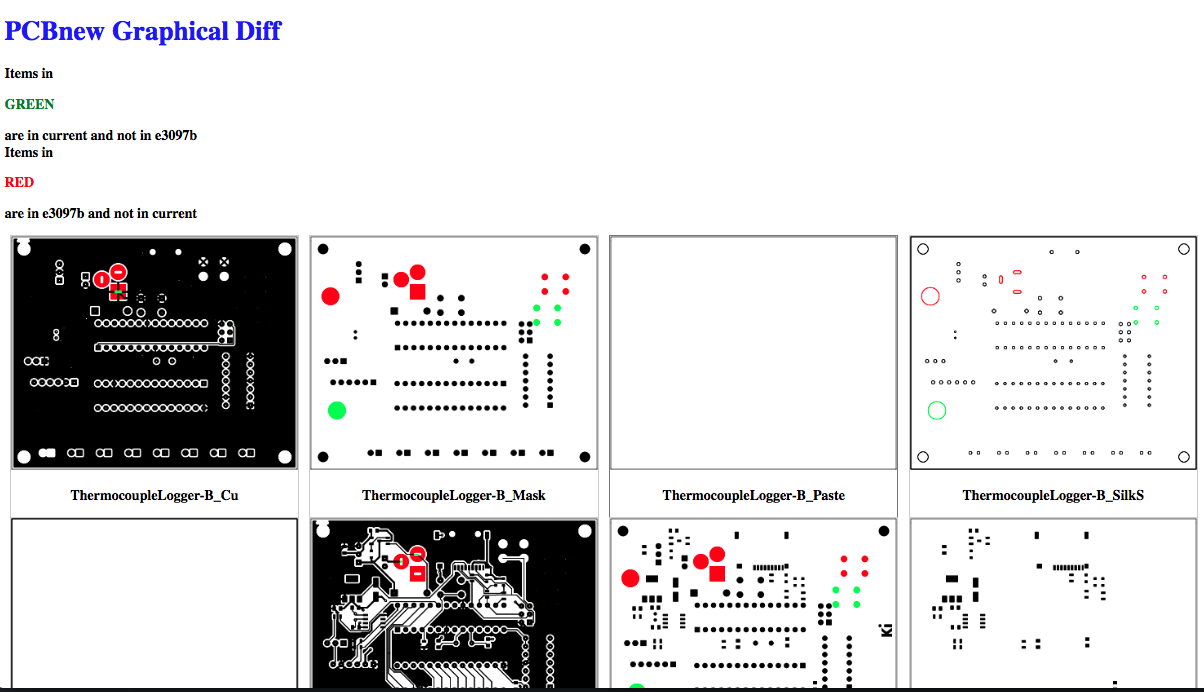 PCBnew Graphical Diff
Items in
GREEN
are in current and not in e3097b
Items in
RED
are in e3097b and not in current
ThermocoupleLogger-B_Cu
ThermocoupleLogger-B_Mask
ThermocoupleLogger-B_Paste
ThermocoupleLogger-B_SilkS
Ki